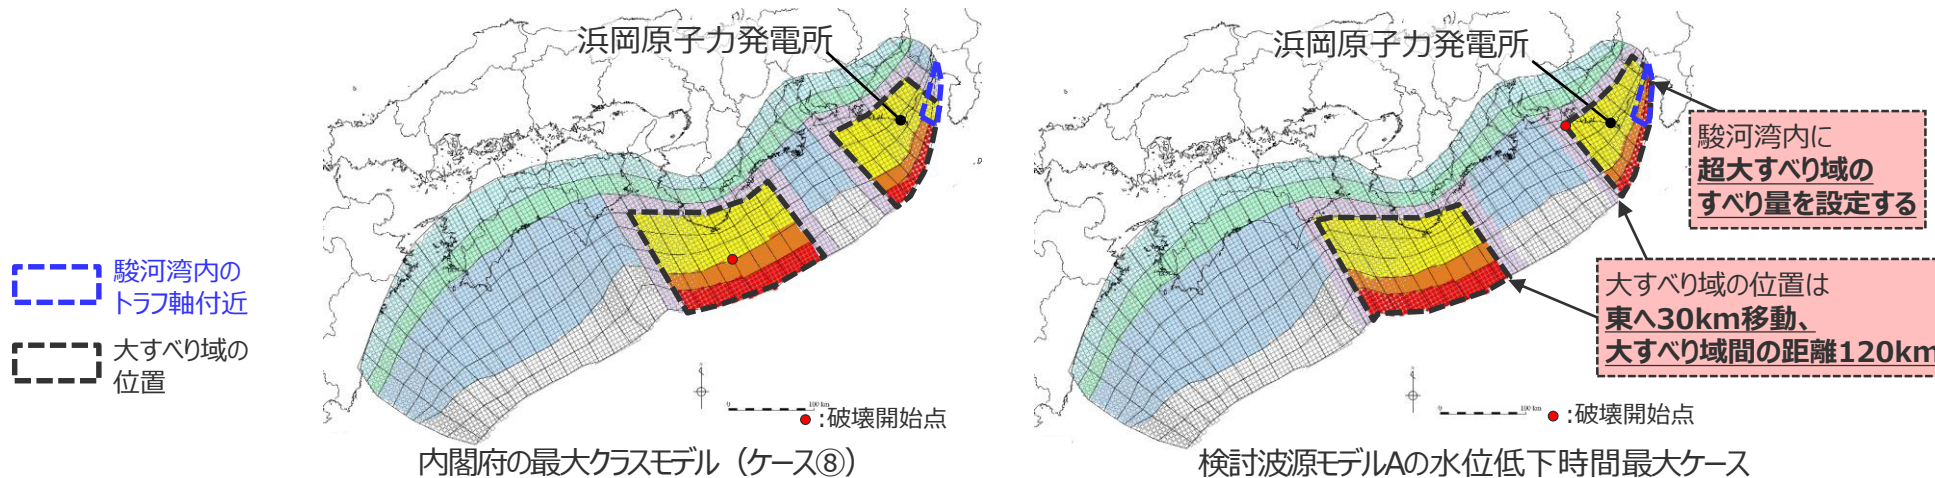 浜岡原子力発電所
駿河湾内の
トラフ軸付近
大すべり域の
位置
0 100 km
●:破壊開始点
内閣府の最大クラスモデル（ケース⑧）
浜岡原子力発電所
駿河湾内に
超大すべり域の
すべり量を設定する
大すべり域の位置は
東へ30km移動、
大すべり域間の距離120km
0 100 km
●:破壊開始点
検討波源モデルAの水位低下時間最大ケース